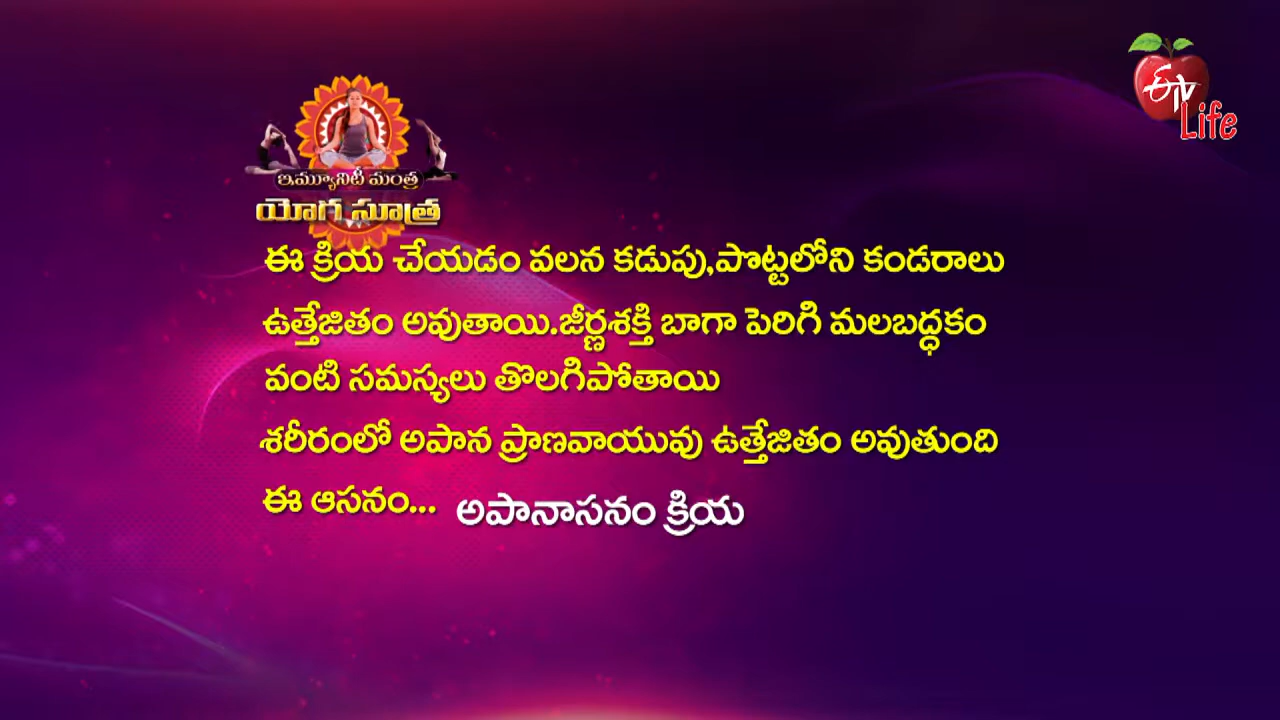 ఈటీవీ
Life
ఇమ్యూనిటీ మంత్ర
యోగ సూత్ర
ఈ క్రియ చేయడం వలన కడుపు,పొట్టలోని కండరాలు
ఉత్తేజితం అవుతాయి.జీర్ణశక్తి బాగా పెరిగి మలబద్ధకం
వంటి సమస్యలు తొలగిపోతాయి
శరీరంలో అపాన ప్రాణవాయువు ఉత్తేజితం అవుతుంది
ఈ ఆసనం... అపానాసనం క్రియ